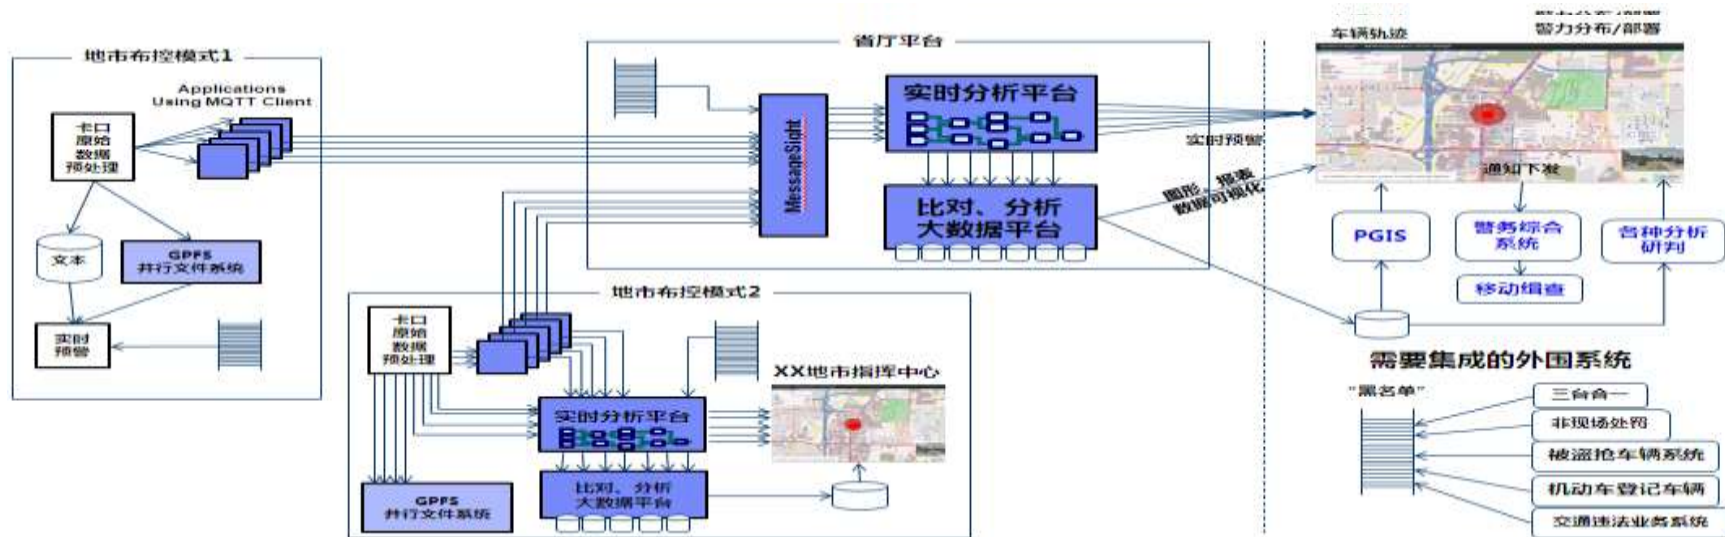 地市布控模式1
Applications
Using MQTT Client
卡口
原始
数据
预处理
文本
GPFS
并行文件系统
实时
预警
省厅平台
MessageSight
实时分析平台
比对、分析
大数据平台
实时预警
图形、报表
数据可视化
地市布控模式2
卡口
原始
数据
预处理
实时分析平台
比对、分析
大数据平台
GPFS
并行文件系统
XX地市指挥中心
车辆轨迹
警力分布/部署
警力分布/部署
通知下发
PGIS
警务综合
系统
移动缉查
各种分析
研判
需要集成的外国系统
“黑名单”
三台合一
非现场处罚
被盗抢车辆系统
机动车登记车辆
交通违法业务系统